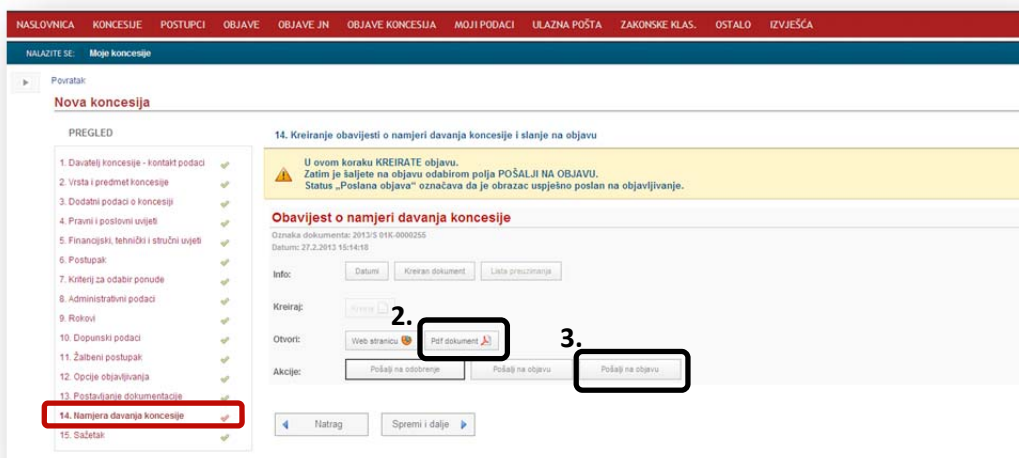 NASLOVNICA KONCESIJE POSTUPCI OBJAVE OBJAVE JN OBJAVE KONCESIJA MOJI PODACI ULAZNA POŠTA ZAKONSKE KLAS. OSTALO IZVJEŠĆA
NALAZITE SE: Moje koncesije
Povratak
Nova koncesija
PREGLED
1. Davatelj koncesije - kontakt podaci
2. Vrsta i predmet koncesije
3. Dodatni podaci o koncesiji
4. Pravni i poslovni uvijeti
5. Financijski, tehnički i stručni uvjeti
6. Postupak
7. Kriterij za odabir ponude
8. Administrativni podaci
9. Rokovi
10. Dopunski podaci
11. Žalbeni postupak
12. Opcije objavljivanja
13. Postavljanje dokumentacije
14. Namjera davanja koncesije
15. Sažetak
14. Kreiranje obavijesti o namjeri davanja koncesije i slanje na objavu
U ovom koraku KREIRATE objavu.
Zatim je šaljete na objavu odabirom polja POŠALJI NA OBJAVU.
Status „Poslana objava“ označava da je obrazac uspješno poslan na objavljivanje.
Obavijest o namjeri davanja koncesije
Oznaka dokumenta: 2013/S 01K-0000255
Datum: 27.2.2013 15:14:18
Info: Datumi Kreiran dokument Lista preuzimanja
Kreiraj: Kreiraj
2.
Otvori: Web stranicu Pdf dokument
3.
Akcije: Pošalji na odobrenje Pošalji na objavu Pošalji na objavu
Natrag Spremi i dalje